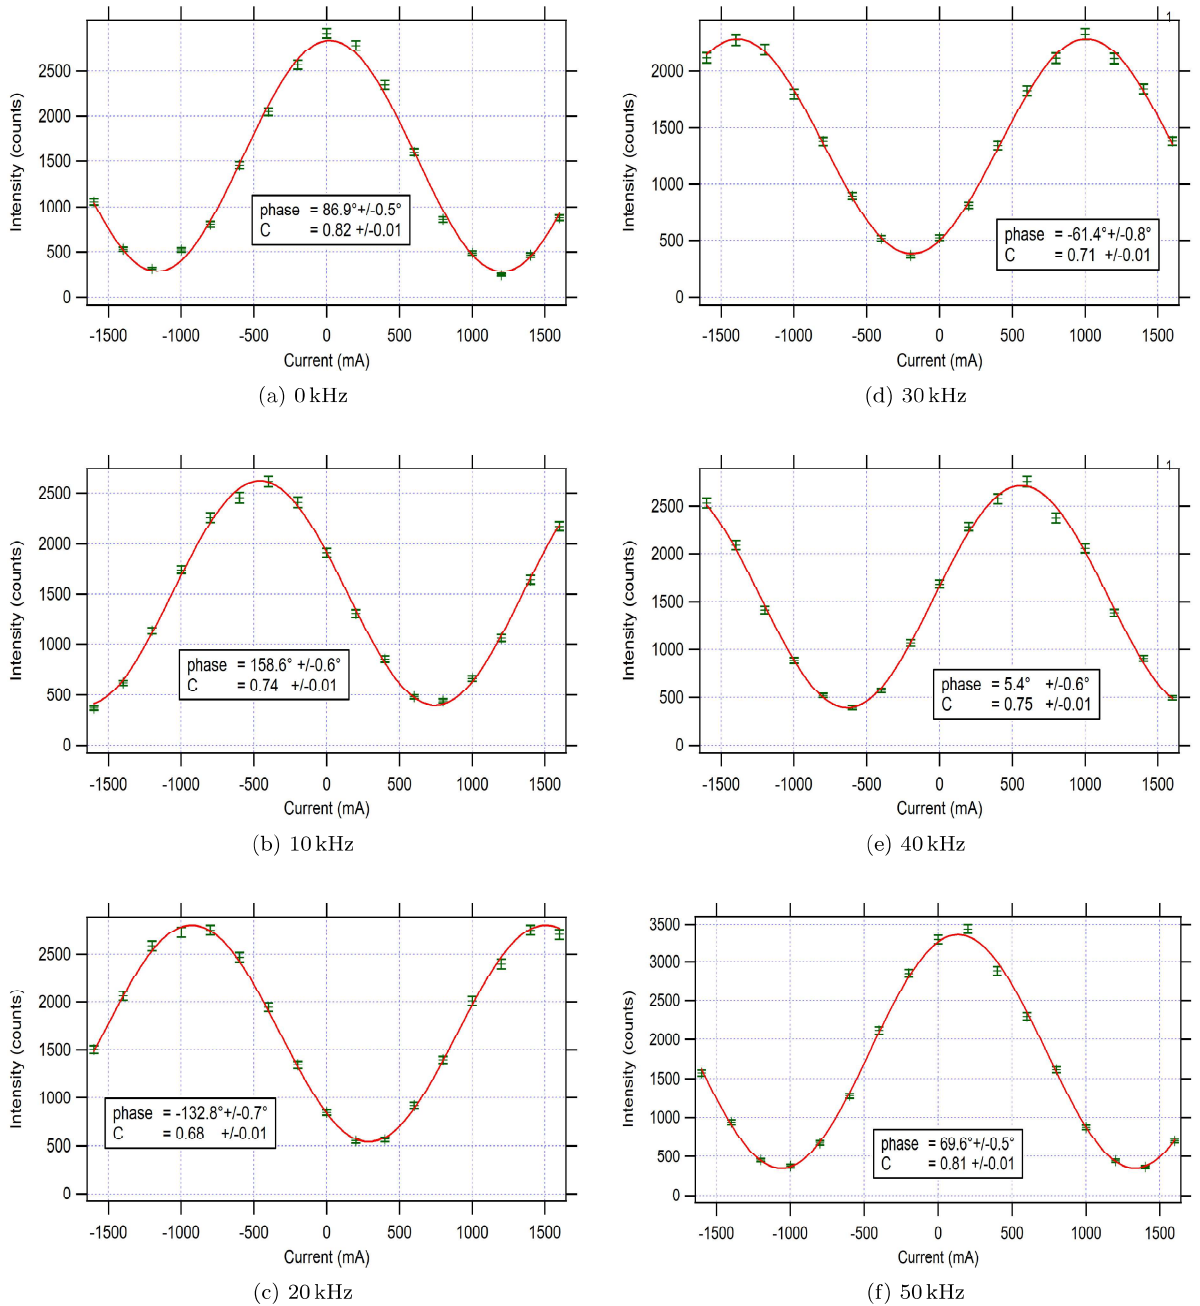 Intensity (counts)
2500
2000
1500
1000
500
0
phase = 86.9°+/-0.5°
C = 0.82 +/-0.01
-1500 -1000 -500 0 500 1000 1500
Current (mA)
(a) 0 kHz
1
Intensity (counts)
2000
1500
1000
500
0
phase = -61.4°+/-0.8°
C = 0.71 +/-0.01
-1500 -1000 -500 0 500 1000 1500
Current (mA)
(d) 30 kHz
Intensity (counts)
2500
2000
1500
1000
500
0
phase = 158.6° +/-0.6°
C = 0.74 +/-0.01
-1500 -1000 -500 0 500 1000 1500
Current (mA)
(b) 10 kHz
1
Intensity (counts)
2500
2000
1500
1000
500
0
phase = 5.4° +/-0.6°
C = 0.75 +/-0.01
-1500 -1000 -500 0 500 1000 1500
Current (mA)
(e) 40 kHz
Intensity (counts)
2500
2000
1500
1000
500
0
phase = -132.8°+/-0.7°
C = 0.68 +/-0.01
-1500 -1000 -500 0 500 1000 1500
Current (mA)
(c) 20 kHz
Intensity (counts)
3500
3000
2500
2000
1500
1000
500
0
phase = 69.6°+/-0.5°
C = 0.81 +/-0.01
-1500 -1000 -500 0 500 1000 1500
Current (mA)
(f) 50 kHz